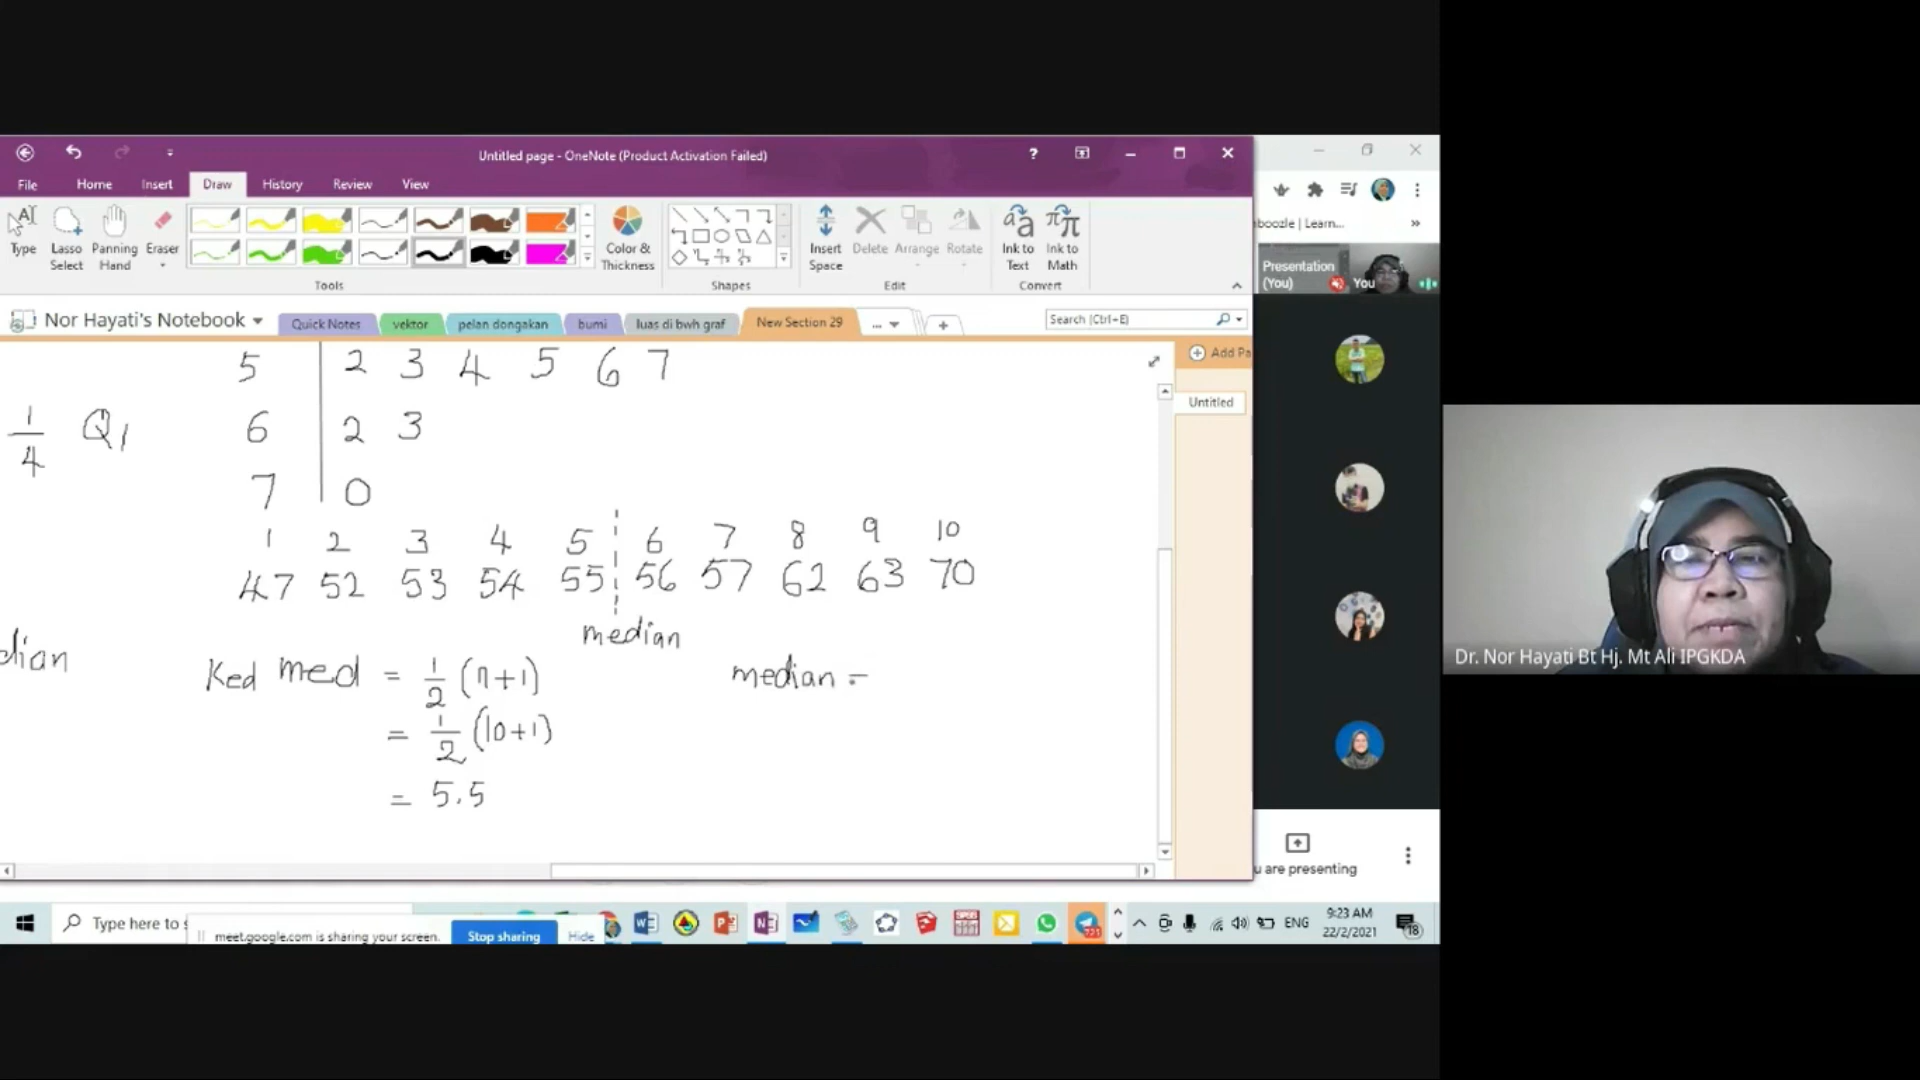 Untitled page - OneNote (Product Activation Failed)
?
File Home Insert Draw History Review View
Type
Lasso Select
Panning Hand
Eraser
Color & Thickness
Insert Space
Delete
Arrange
Rotate
Ink to Text
Ink to Math
Tools
Shapes
Edit
Convert
Nor Hayati's Notebook
Quick Notes
vektor
pelan dongakan
bumi
luas di bwh graf
New Section 29
...
Search (Ctrl+E)
Add Pa
Untitled
5 2 3 4 5 6 7
1/4 Q1 6 2 3
7 0
1 2 3 4 5 6 7 8 9 10
47 52 53 54 55 56 57 62 63 70
median
dian
Ked med = 1/2 (n+1)
median =
= 1/2 (10+1)
= 5.5
boozle | Learn...
»
Presentation (You)
You
Dr. Nor Hayati Bt Hj. Mt Ali IPGKDA
u are presenting
Type here to s
meet.google.com is sharing your screen.
Stop sharing
Hide
ENG
9:23 AM
22/2/2021
18